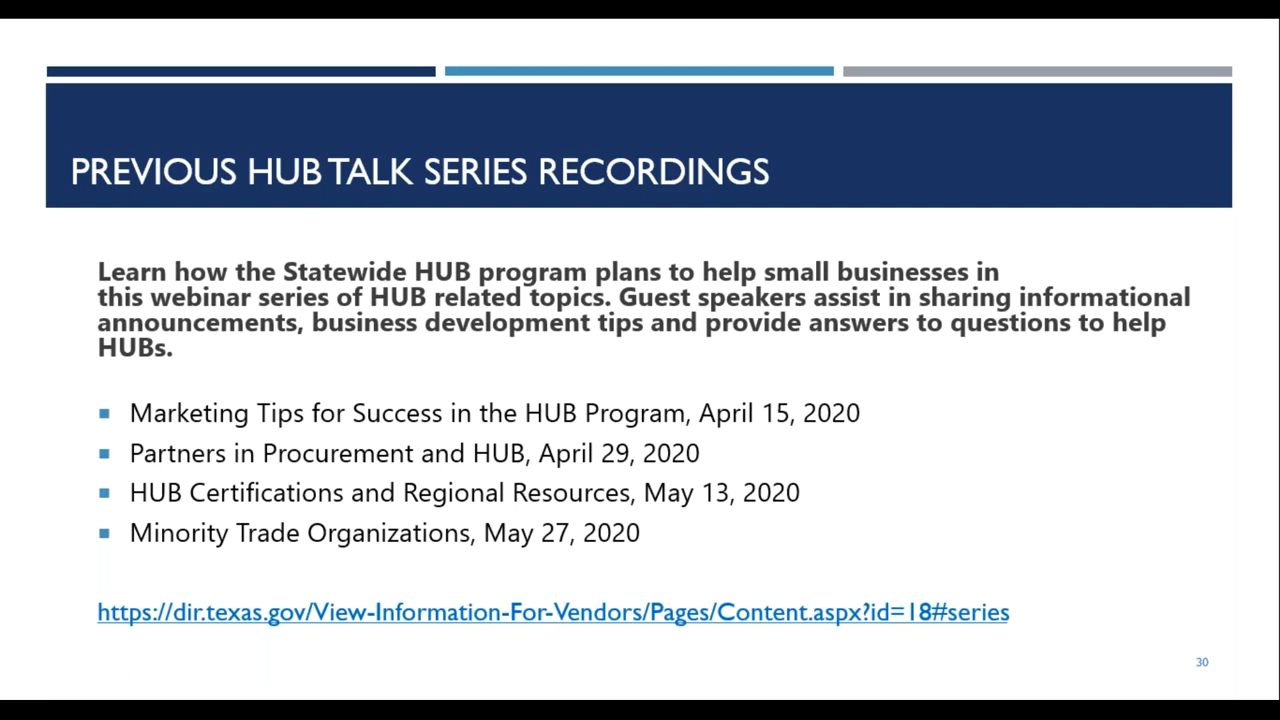 PREVIOUS HUB TALK SERIES RECORDINGS
Learn how the Statewide HUB program plans to help small businesses in
this webinar series of HUB related topics. Guest speakers assist in sharing informational
announcements, business development tips and provide answers to questions to help
HUBs.
▪ Marketing Tips for Success in the HUB Program, April 15, 2020
▪ Partners in Procurement and HUB, April 29, 2020
▪ HUB Certifications and Regional Resources, May 13, 2020
▪ Minority Trade Organizations, May 27, 2020
https://dir.texas.gov/View-Information-For-Vendors/Pages/Content.aspx?id=18#series
30